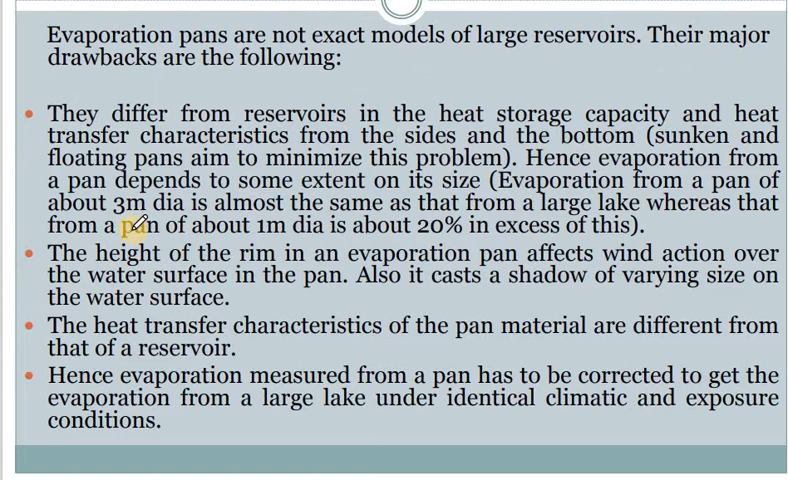 Evaporation pans are not exact models of large reservoirs. Their major
drawbacks are the following:
They differ from reservoirs in the heat storage capacity and heat
transfer characteristics from the sides and the bottom (sunken and
floating pans aim to minimize this problem). Hence evaporation from
a pan depends to some extent on its size (Evaporation from a pan of
about 3m dia is almost the same as that from a large lake whereas that
from a pan of about 1m dia is about 20% in excess of this).
The height of the rim in an evaporation pan affects wind action over
the water surface in the pan. Also it casts a shadow of varying size on
the water surface.
The heat transfer characteristics of the pan material are different from
that of a reservoir.
Hence evaporation measured from a pan has to be corrected to get the
evaporation from a large lake under identical climatic and exposure
conditions.